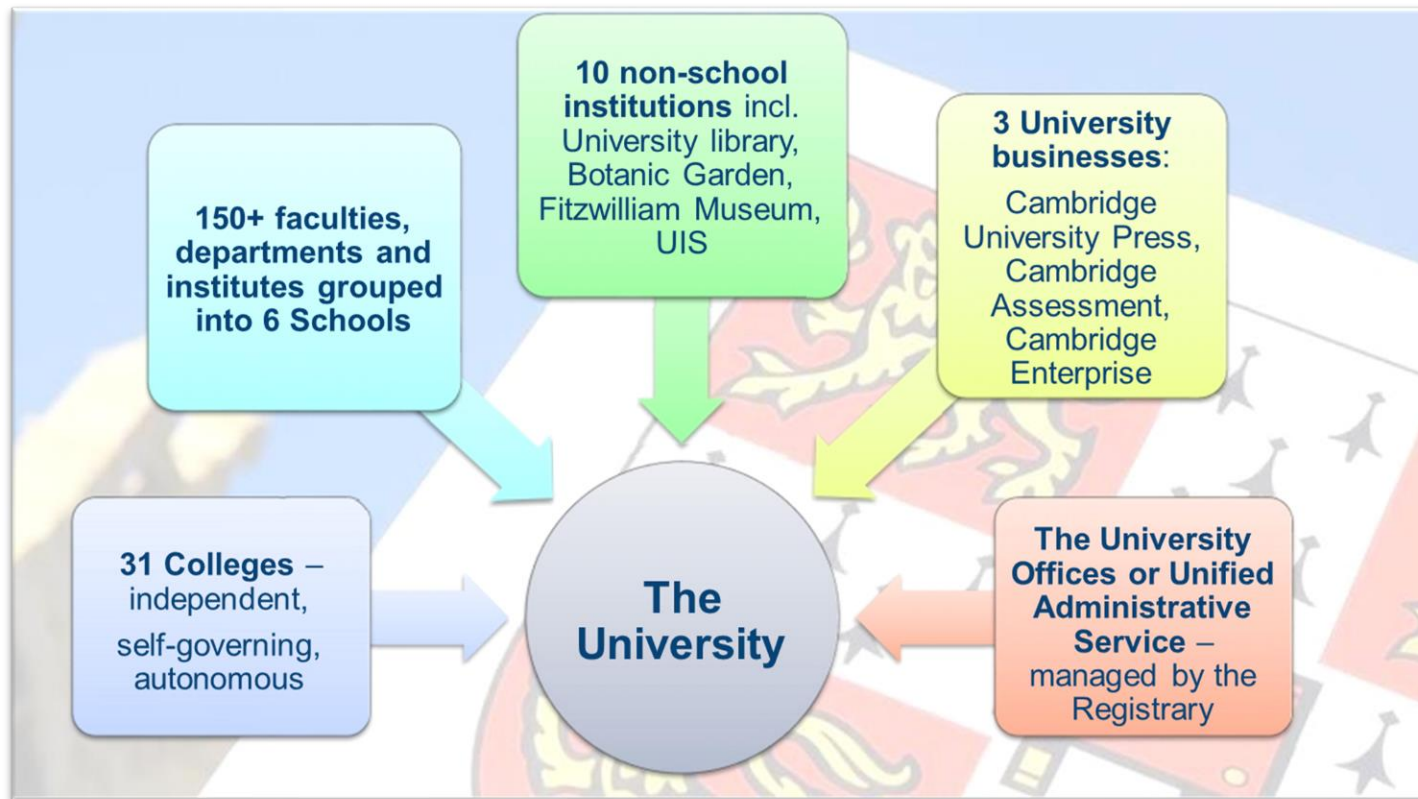 31 Colleges –
independent,
self-governing,
autonomous
150+ faculties,
departments and
institutes grouped
into 6 Schools
10 non-school
institutions incl.
University library,
Botanic Garden,
Fitzwilliam Museum,
UIS
3 University
businesses:
Cambridge
University Press,
Cambridge
Assessment,
Cambridge
Enterprise
The University
Offices or Unified
Administrative
Service –
managed by the
Registrary
The
University